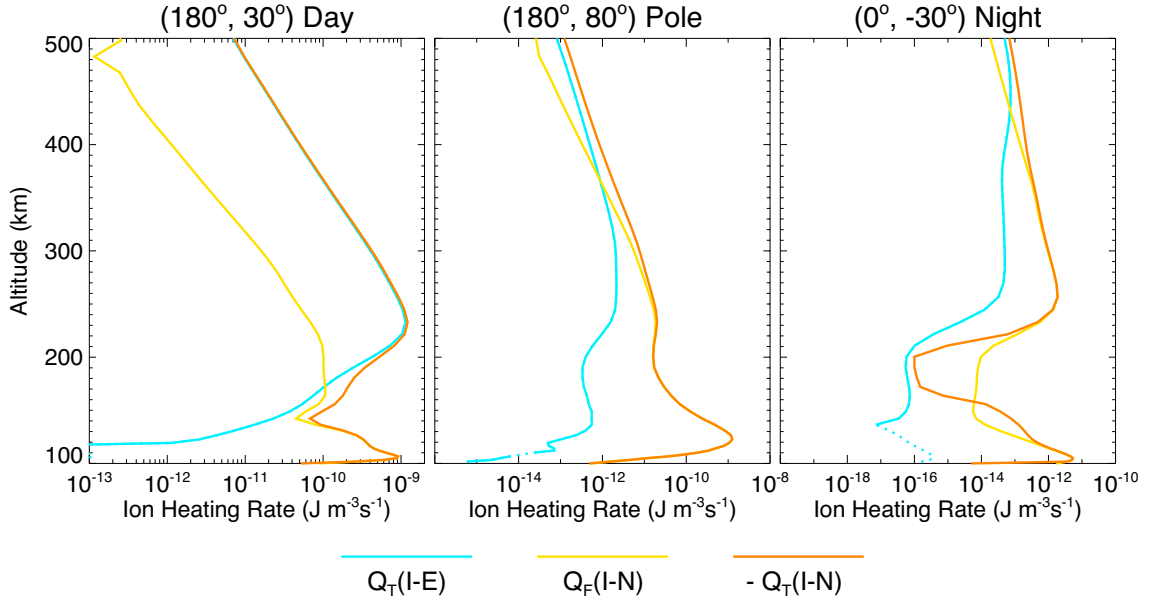 (180°, 30°) Day
(180°, 80°) Pole
(0°, -30°) Night
500
400
300
200
100
Altitude (km)
10⁻¹³ 10⁻¹² 10⁻¹¹ 10⁻¹⁰ 10⁻⁹
10⁻¹⁴ 10⁻¹² 10⁻¹⁰ 10⁻⁸
10⁻¹⁸ 10⁻¹⁶ 10⁻¹⁴ 10⁻¹² 10⁻¹⁰
Ion Heating Rate (J m⁻³s⁻¹)
Ion Heating Rate (J m⁻³s⁻¹)
Ion Heating Rate (J m⁻³s⁻¹)
Q_T(I-E)
Q_F(I-N)
- Q_T(I-N)